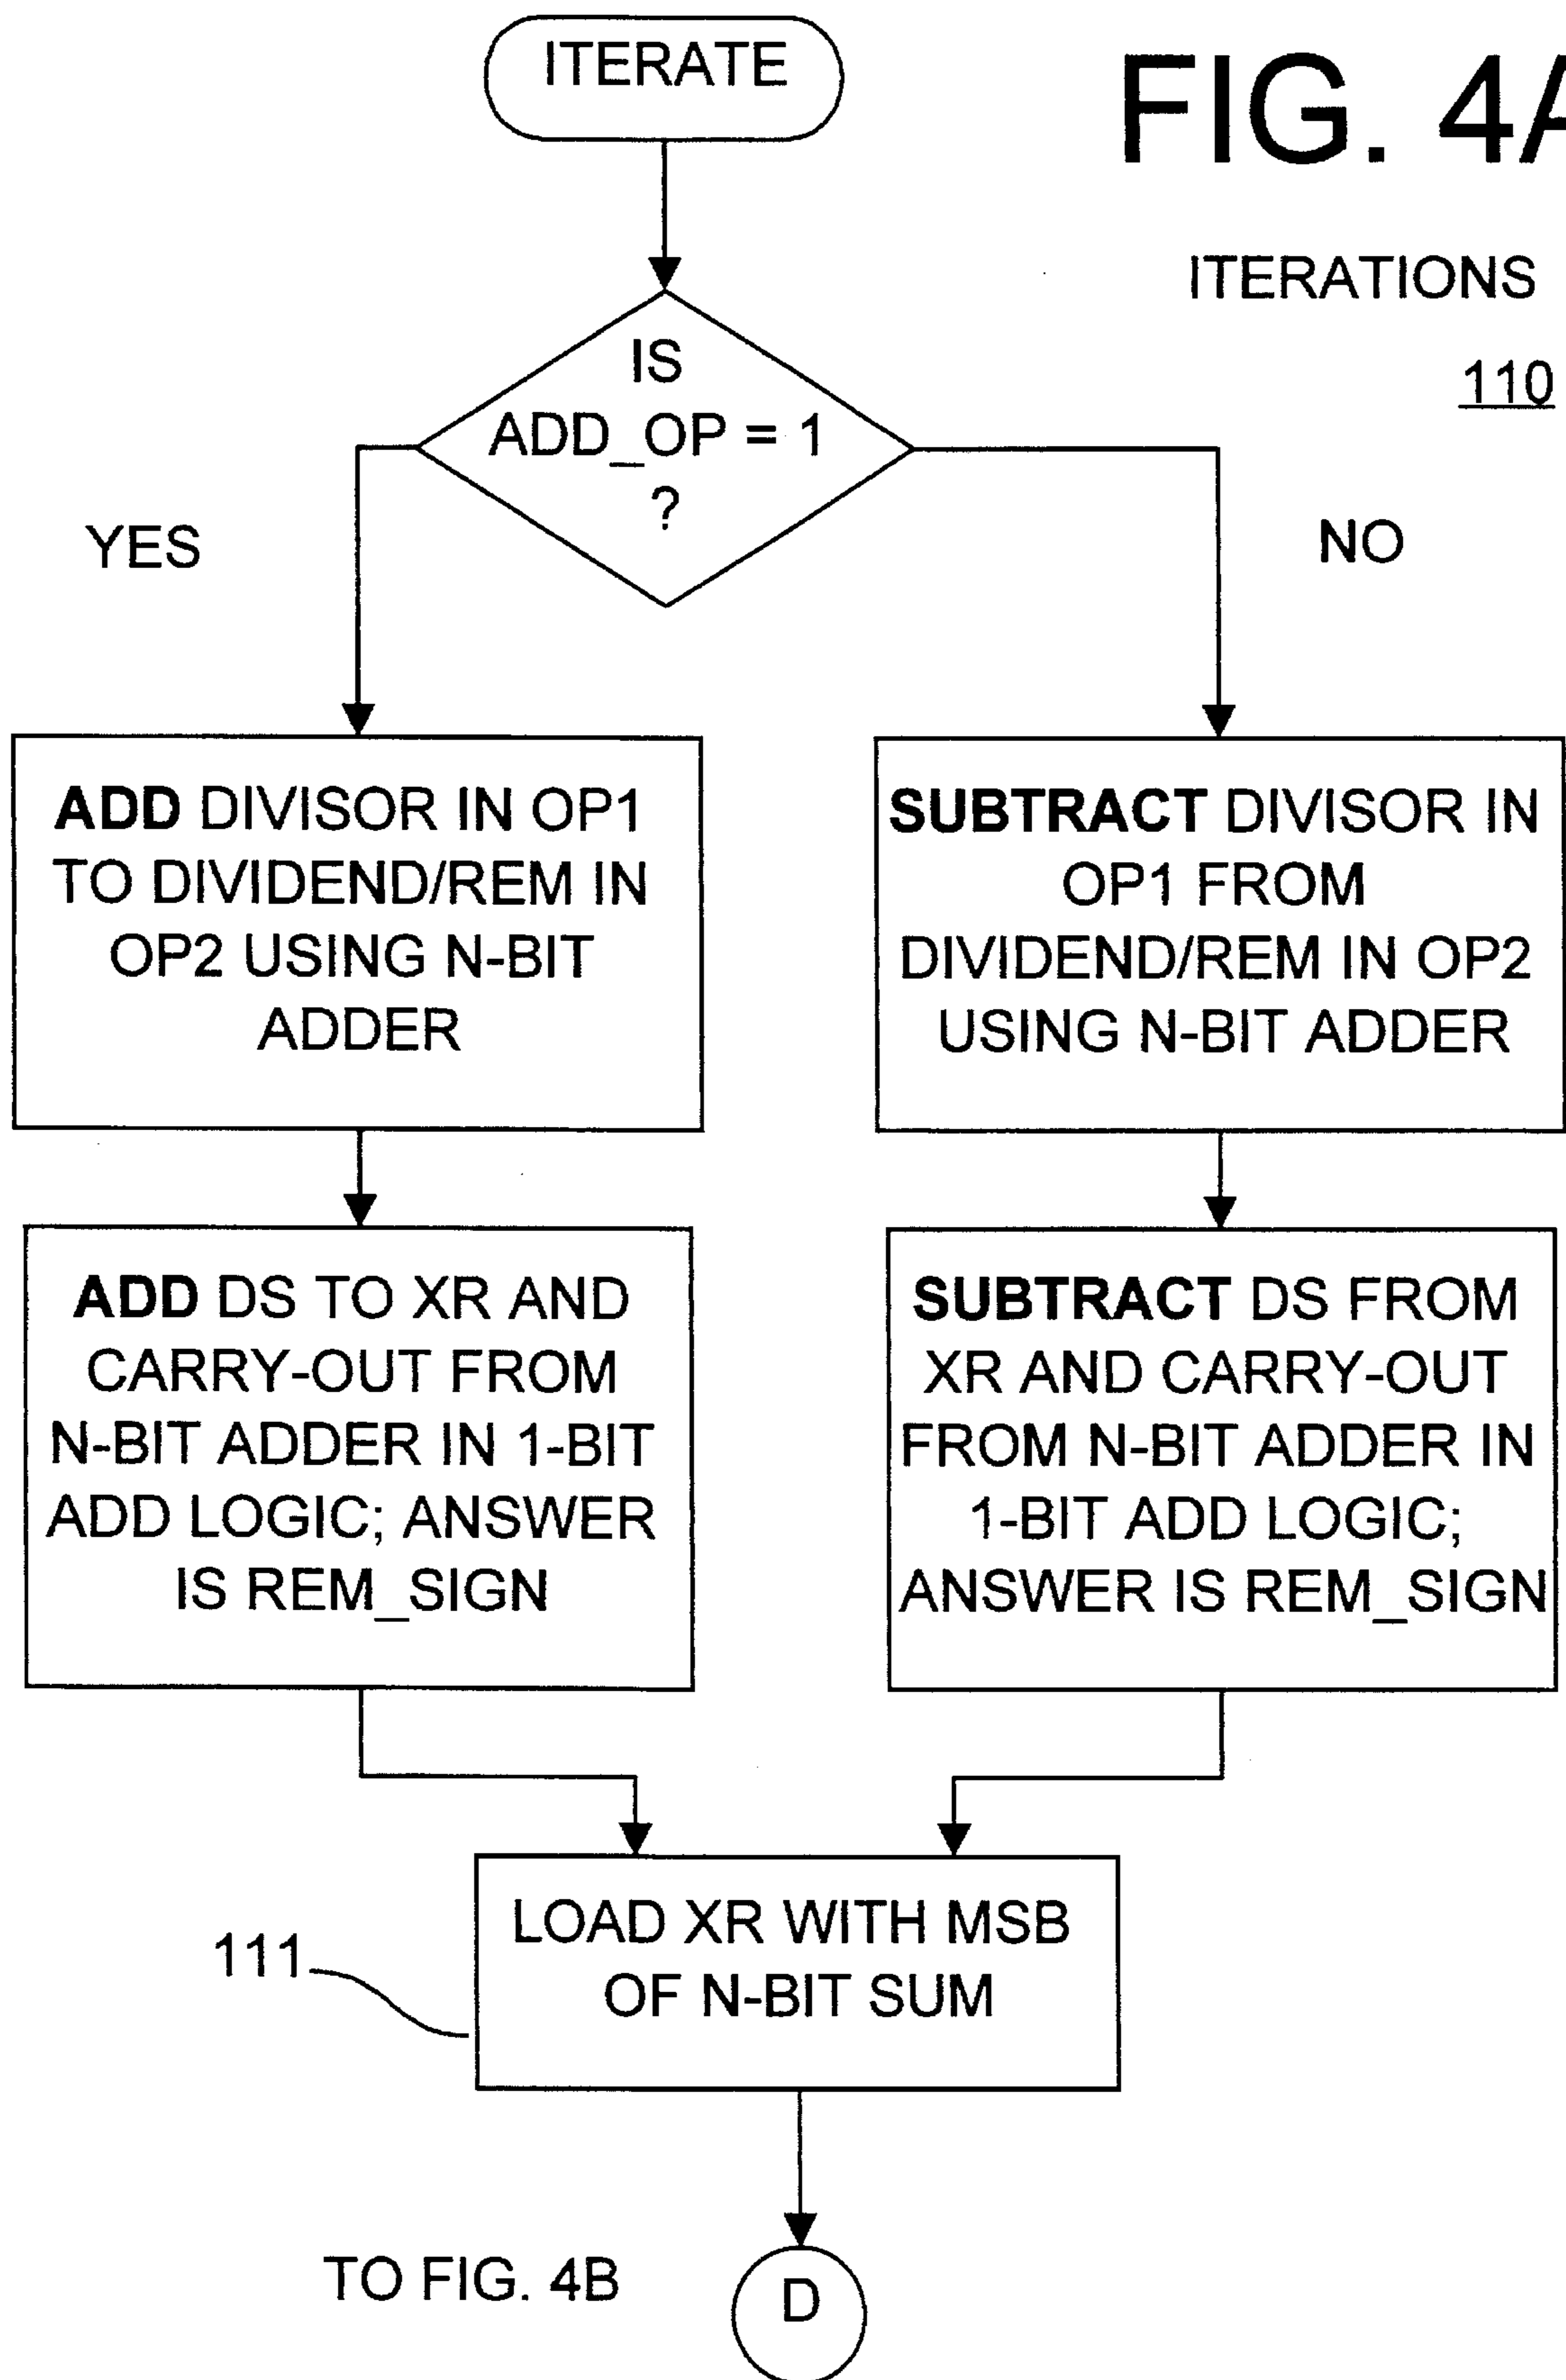 ITERATE
FIG. 4A
ITERATIONS
110
IS
ADD_OP = 1
?
YES
NO
ADD DIVISOR IN OP1
TO DIVIDEND/REM IN
OP2 USING N-BIT
ADDER
SUBTRACT DIVISOR IN
OP1 FROM
DIVIDEND/REM IN OP2
USING N-BIT ADDER
ADD DS TO XR AND
CARRY-OUT FROM
N-BIT ADDER IN 1-BIT
ADD LOGIC; ANSWER
IS REM_SIGN
SUBTRACT DS FROM
XR AND CARRY-OUT
FROM N-BIT ADDER IN
1-BIT ADD LOGIC;
ANSWER IS REM_SIGN
LOAD XR WITH MSB
OF N-BIT SUM
111
TO FIG. 4B
D